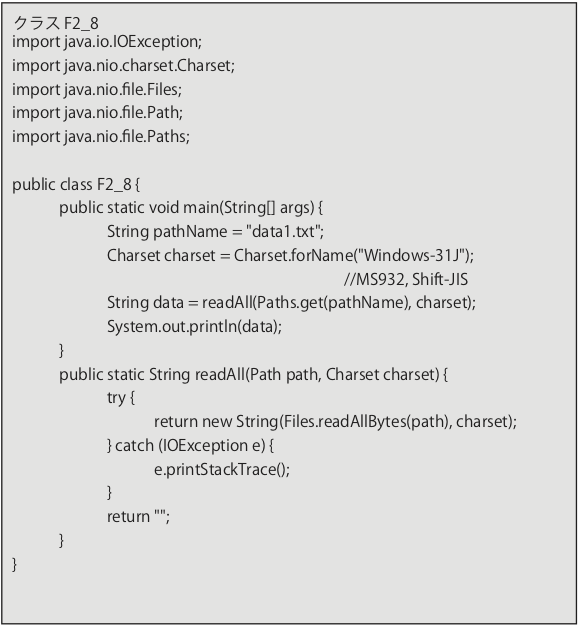 クラス F2_8
import java.io.IOException;
import java.nio.charset.Charset;
import java.nio.file.Files;
import java.nio.file.Path;
import java.nio.file.Paths;

public class F2_8 {
	public static void main(String[] args) {
		String pathName = "data1.txt";
		Charset charset = Charset.forName("Windows-31J");
						//MS932, Shift-JIS
		String data = readAll(Paths.get(pathName), charset);
		System.out.println(data);
	}
	public static String readAll(Path path, Charset charset) {
		try {
			return new String(Files.readAllBytes(path), charset);
		} catch (IOException e) {
			e.printStackTrace();
		}
		return "";
	}
}